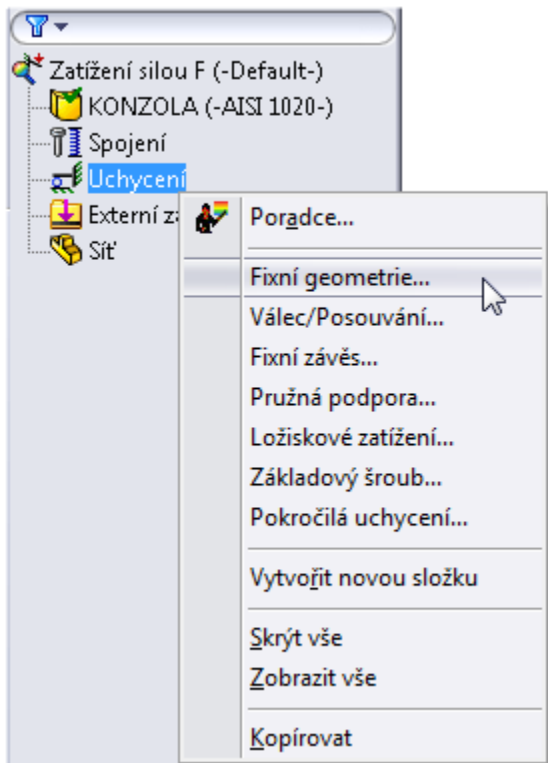 Zatížení silou F (-Default-)
KONZOLA (-AISI 1020-)
Spojení
Uchycení
Externí
Síť
Poradce...
Fixní geometrie...
Válec/Posouvání...
Fixní závěs...
Pružná podpora...
Ložiskové zatížení...
Základový šroub...
Pokročilá uchycení...
Vytvořit novou složku
Skrýt vše
Zobrazit vše
Kopírovat